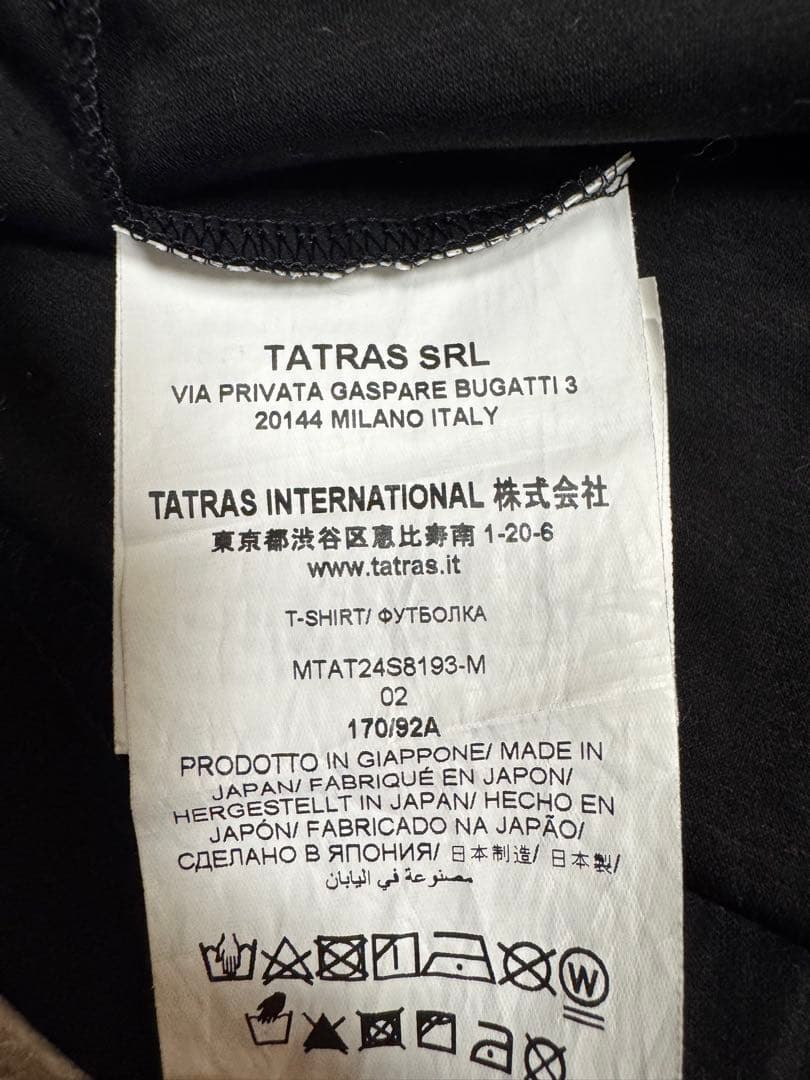 TATRAS SRL
VIA PRIVATA GASPARE BUGATTI 3
20144 MILANO ITALY
TATRAS INTERNATIONAL 株式会社
東京都渋谷区恵比寿南 1-20-6
www.tatras.it
T-SHIRT/ ФУТБОЛКА
MTAT24S8193-M
02
170/92A
PRODOTTO IN GIAPPONE/ MADE IN
JAPAN/ FABRIQUÉ EN JAPON/
HERGESTELLT IN JAPAN/ HECHO EN
JAPÓN/ FABRICADO NA JAPÃO/
СДЕЛАНО В ЯПОНИЯ/ 日本制造/ 日本製/
مصنوعة في اليابان
W